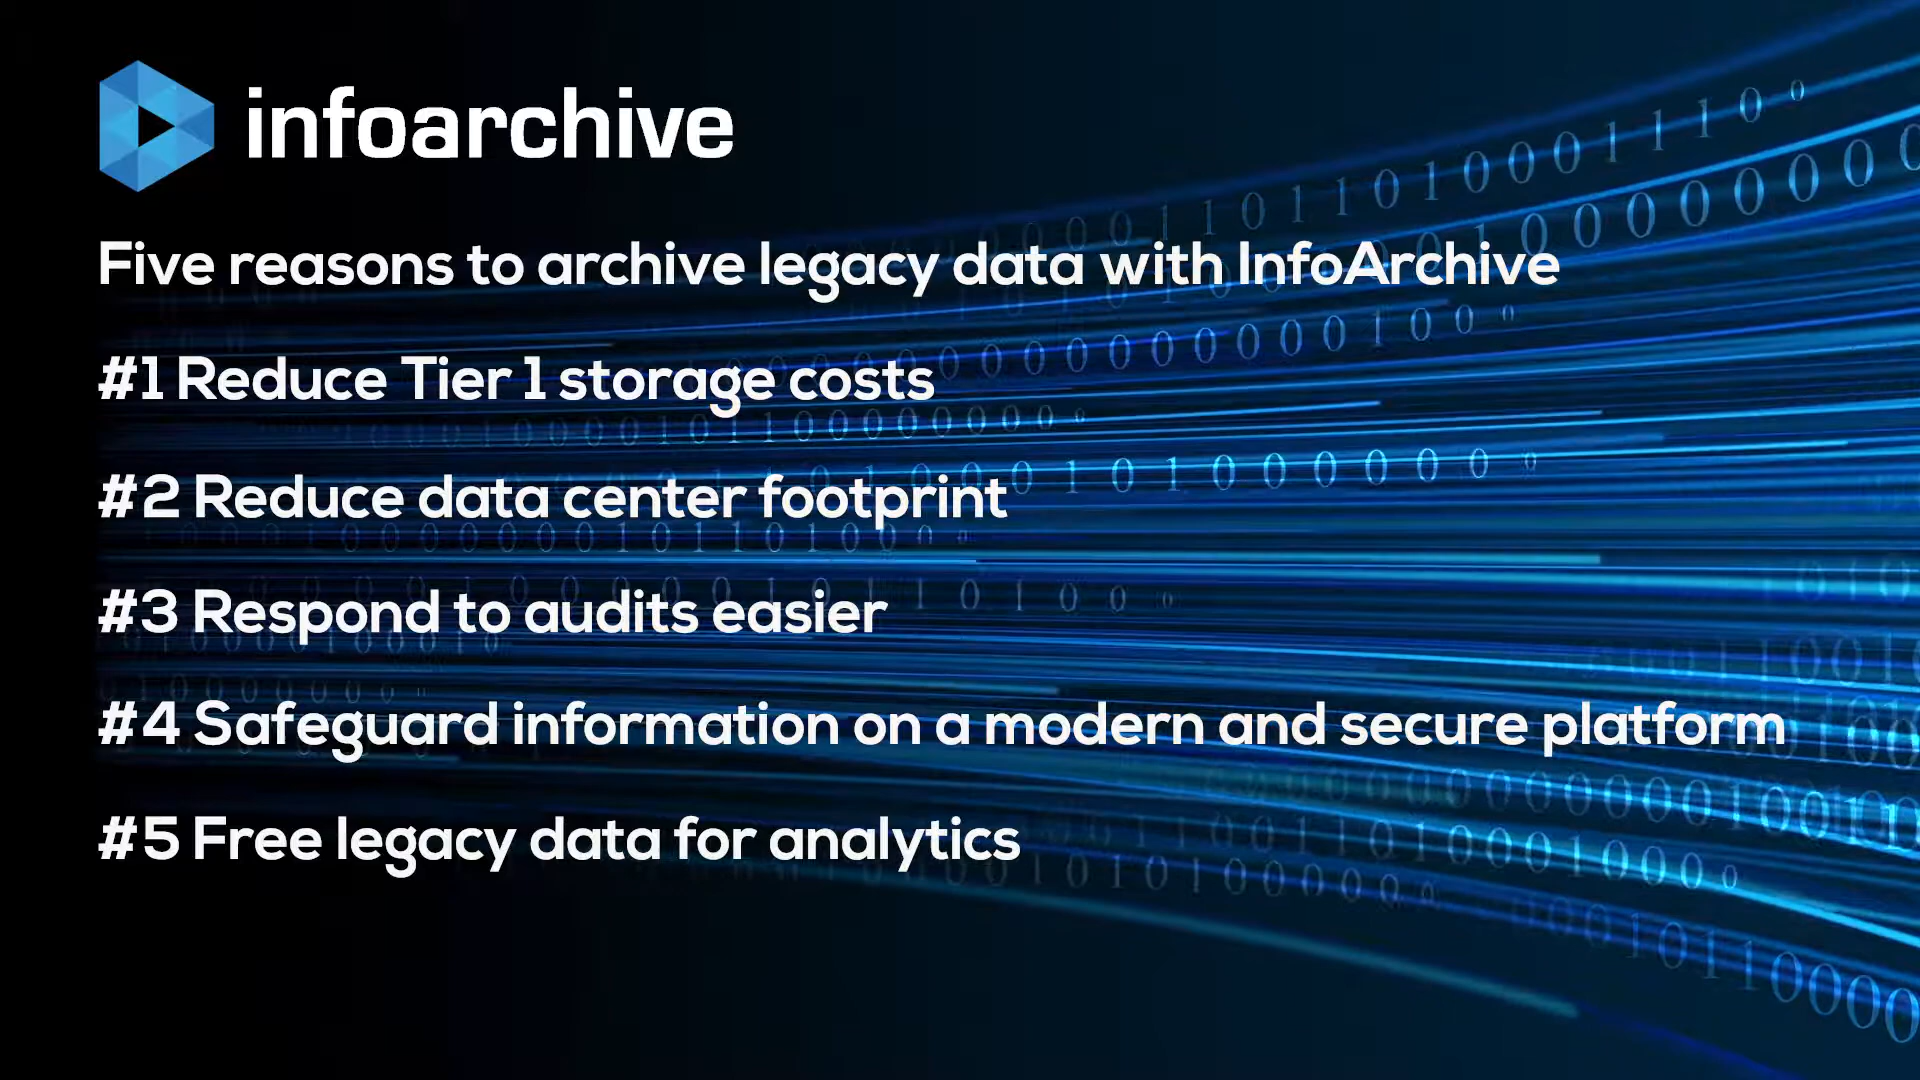 infoarchive
Five reasons to archive legacy data with InfoArchive
#1 Reduce Tier 1 storage costs
#2 Reduce data center footprint
#3 Respond to audits easier
#4 Safeguard information on a modern and secure platform
#5 Free legacy data for analytics